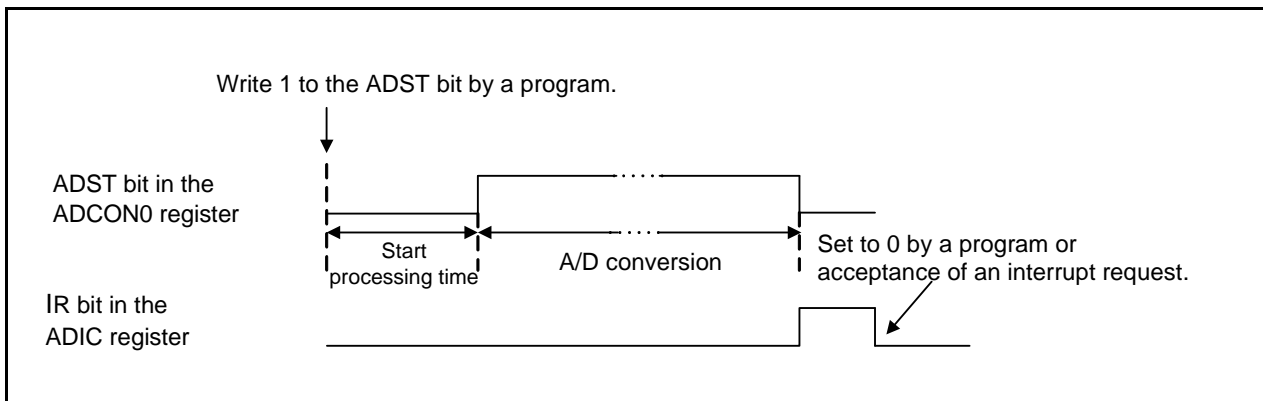 Write 1 to the ADST bit by a program.
ADST bit in the
ADCON0 register
Start
processing time
A/D conversion
Set to 0 by a program or
acceptance of an interrupt request.
IR bit in the
ADIC register